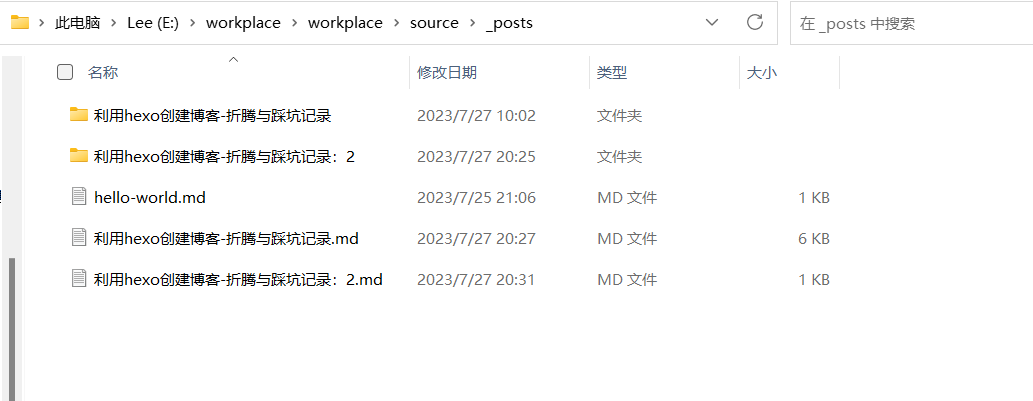 此电脑 > Lee (E:) > workplace > workplace > source > _posts
在 _posts 中搜索
名称 修改日期 类型 大小
利用hexo创建博客-折腾与踩坑记录 2023/7/27 10:02 文件夹
利用hexo创建博客-折腾与踩坑记录：2 2023/7/27 20:25 文件夹
hello-world.md 2023/7/25 21:06 MD 文件 1 KB
利用hexo创建博客-折腾与踩坑记录.md 2023/7/27 20:27 MD 文件 6 KB
利用hexo创建博客-折腾与踩坑记录：2.md 2023/7/27 20:31 MD 文件 1 KB